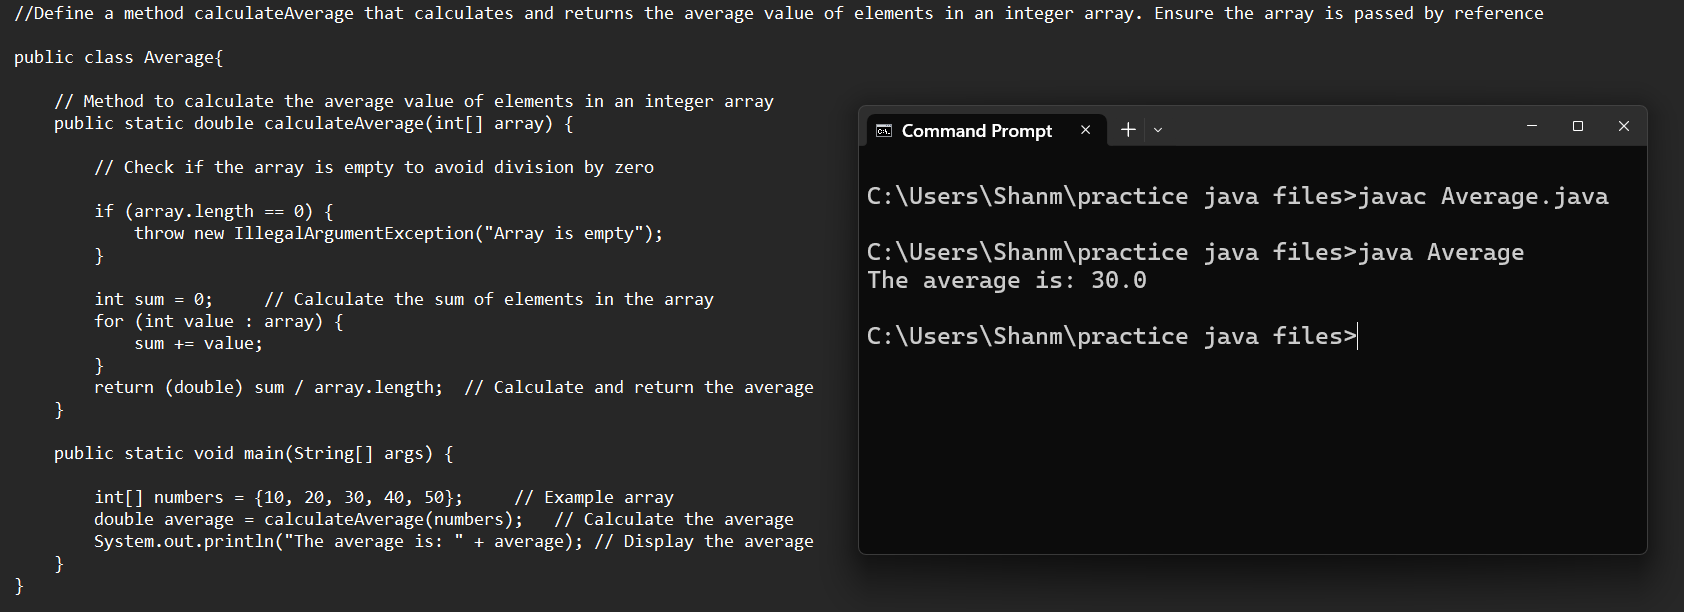 //Define a method calculateAverage that calculates and returns the average value of elements in an integer array. Ensure the array is passed by reference
public class Average{
// Method to calculate the average value of elements in an integer array
public static double calculateAverage(int[] array) {
// Check if the array is empty to avoid division by zero
if (array.length == 0) {
throw new IllegalArgumentException("Array is empty");
}
int sum = 0;     // Calculate the sum of elements in the array
for (int value : array) {
sum += value;
}
return (double) sum / array.length;  // Calculate and return the average
}
public static void main(String[] args) {
int[] numbers = {10, 20, 30, 40, 50};     // Example array
double average = calculateAverage(numbers);   // Calculate the average
System.out.println("The average is: " + average); // Display the average
}
}
Command Prompt
C:\Users\Shanm\practice java files>javac Average.java
C:\Users\Shanm\practice java files>java Average
The average is: 30.0
C:\Users\Shanm\practice java files>